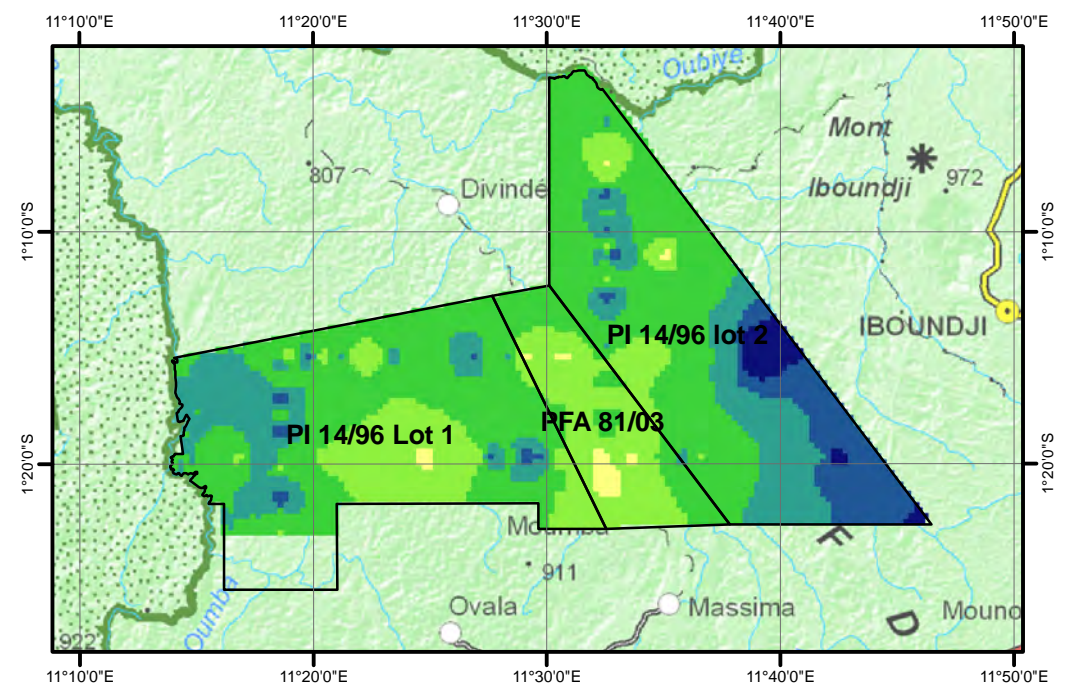 11°10'0"E 11°20'0"E 11°30'0"E 11°40'0"E 11°50'0"E
Oubiye
Mont
Iboundji
972
807
Divindé
1°10'0"S 1°10'0"S
IBOUNDJI
PI 14/96 lot 2
PFA 81/03
PI 14/96 Lot 1
1°20'0"S 1°20'0"S
Moumba
F
911
Ovala
Massima
Mouno
D
Oumba
922
11°10'0"E 11°20'0"E 11°30'0"E 11°40'0"E 11°50'0"E